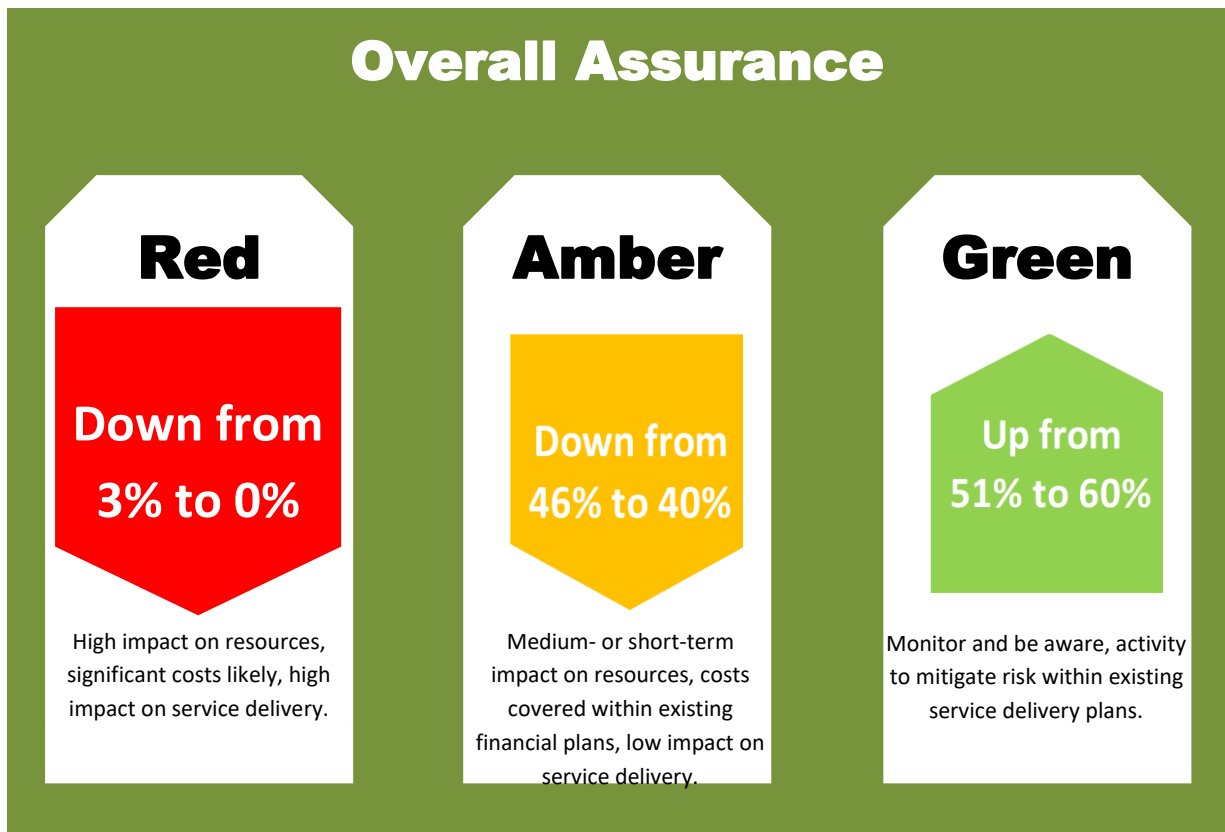 Overall Assurance
Red
Down from
3% to 0%
High impact on resources,
significant costs likely, high
impact on service delivery.
Amber
Down from
46% to 40%
Medium- or short-term
impact on resources, costs
covered within existing
financial plans, low impact on
service delivery.
Green
Up from
51% to 60%
Monitor and be aware, activity
to mitigate risk within existing
service delivery plans.